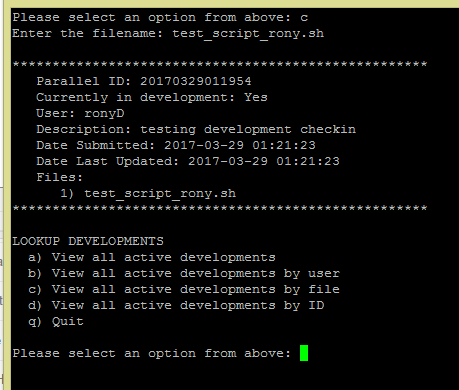 Please select an option from above: c
Enter the filename: test_script_rony.sh
****************************************************
Parallel ID: 20170329011954
Currently in development: Yes
User: ronyD
Description: testing development checkin
Date Submitted: 2017-03-29 01:21:23
Date Last Updated: 2017-03-29 01:21:23
Files:
1) test_script_rony.sh
****************************************************
LOOKUP DEVELOPMENTS
a) View all active developments
b) View all active developments by user
c) View all active developments by file
d) View all active developments by ID
q) Quit
Please select an option from above: